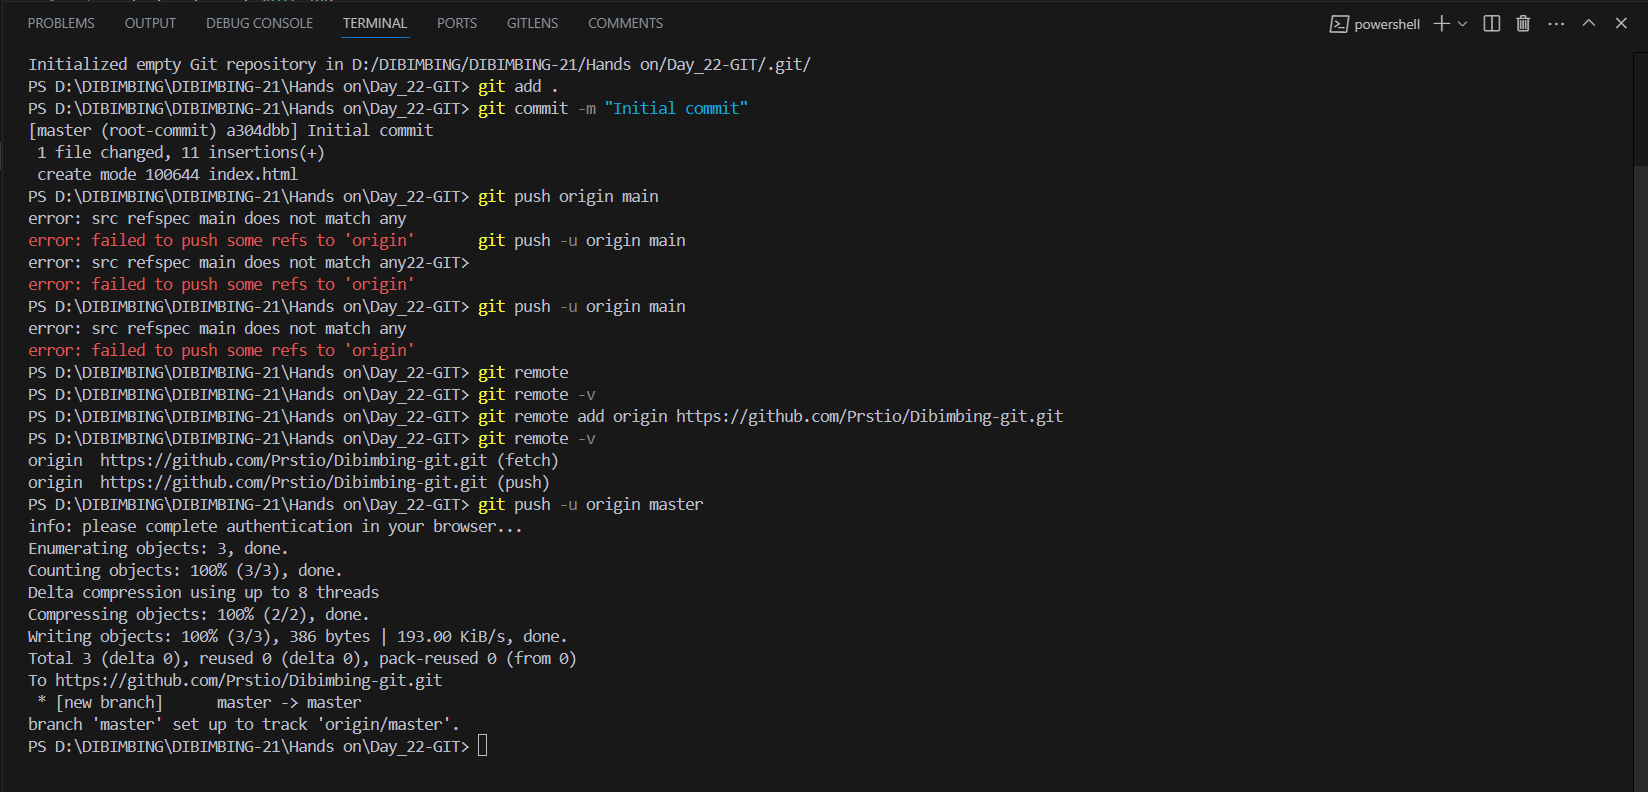 PROBLEMS OUTPUT DEBUG CONSOLE TERMINAL PORTS GITLENS COMMENTS powershell
Initialized empty Git repository in D:/DIBIMBING/DIBIMBING-21/Hands on/Day_22-GIT/.git/
PS D:\DIBIMBING\DIBIMBING-21\Hands on\Day_22-GIT> git add .
PS D:\DIBIMBING\DIBIMBING-21\Hands on\Day_22-GIT> git commit -m "Initial commit"
[master (root-commit) a304dbb] Initial commit
 1 file changed, 11 insertions(+)
 create mode 100644 index.html
PS D:\DIBIMBING\DIBIMBING-21\Hands on\Day_22-GIT> git push origin main
error: src refspec main does not match any
error: failed to push some refs to 'origin'       git push -u origin main
error: src refspec main does not match any22-GIT>
error: failed to push some refs to 'origin'
PS D:\DIBIMBING\DIBIMBING-21\Hands on\Day_22-GIT> git push -u origin main
error: src refspec main does not match any
error: failed to push some refs to 'origin'
PS D:\DIBIMBING\DIBIMBING-21\Hands on\Day_22-GIT> git remote
PS D:\DIBIMBING\DIBIMBING-21\Hands on\Day_22-GIT> git remote -v
PS D:\DIBIMBING\DIBIMBING-21\Hands on\Day_22-GIT> git remote add origin https://github.com/Prstio/Dibimbing-git.git
PS D:\DIBIMBING\DIBIMBING-21\Hands on\Day_22-GIT> git remote -v
origin  https://github.com/Prstio/Dibimbing-git.git (fetch)
origin  https://github.com/Prstio/Dibimbing-git.git (push)
PS D:\DIBIMBING\DIBIMBING-21\Hands on\Day_22-GIT> git push -u origin master
info: please complete authentication in your browser...
Enumerating objects: 3, done.
Counting objects: 100% (3/3), done.
Delta compression using up to 8 threads
Compressing objects: 100% (2/2), done.
Writing objects: 100% (3/3), 386 bytes | 193.00 KiB/s, done.
Total 3 (delta 0), reused 0 (delta 0), pack-reused 0 (from 0)
To https://github.com/Prstio/Dibimbing-git.git
 * [new branch]      master -> master
branch 'master' set up to track 'origin/master'.
PS D:\DIBIMBING\DIBIMBING-21\Hands on\Day_22-GIT>